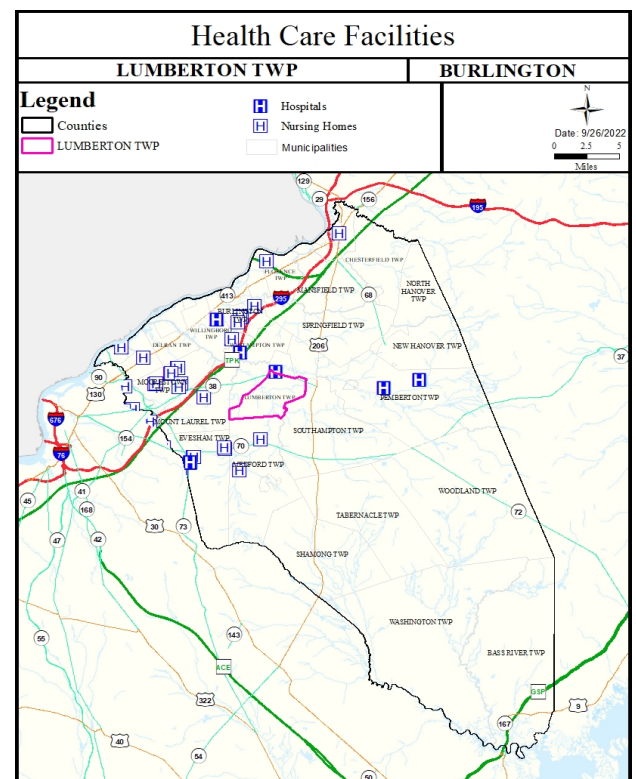 Health Care Facilities
LUMBERTON TWP
BURLINGTON
Legend
Counties
LUMBERTON TWP
H Hospitals
H Nursing Homes
Municipalities
N
Date: 9/26/2022
0 2.5 5
Miles
129
29
156
195
CHESTERFIELD TWP
FLORENCE
TWP
NORTH
HANOVER
TWP
MANSFIELD TWP
413
295
68
BURLINGTON
WILLINGBORO
TWP
SPRINGFIELD TWP
206
DELRAN TWP
NEW HANOVER TWP
TPK
37
90
130
MOORESTOWN
TWP
38
LUMBERTON TWP
PEMBERTON TWP
676
MOUNT LAUREL TWP
154
EVESHAM TWP
70
SOUTHAMPTON TWP
76
MEDFORD TWP
WOODLAND TWP
41
45
168
30
73
72
TABERNACLE TWP
47
42
SHAMONG TWP
WASHINGTON TWP
55
143
BASS RIVER TWP
ACE
GSP
322
9
167
40
54
50